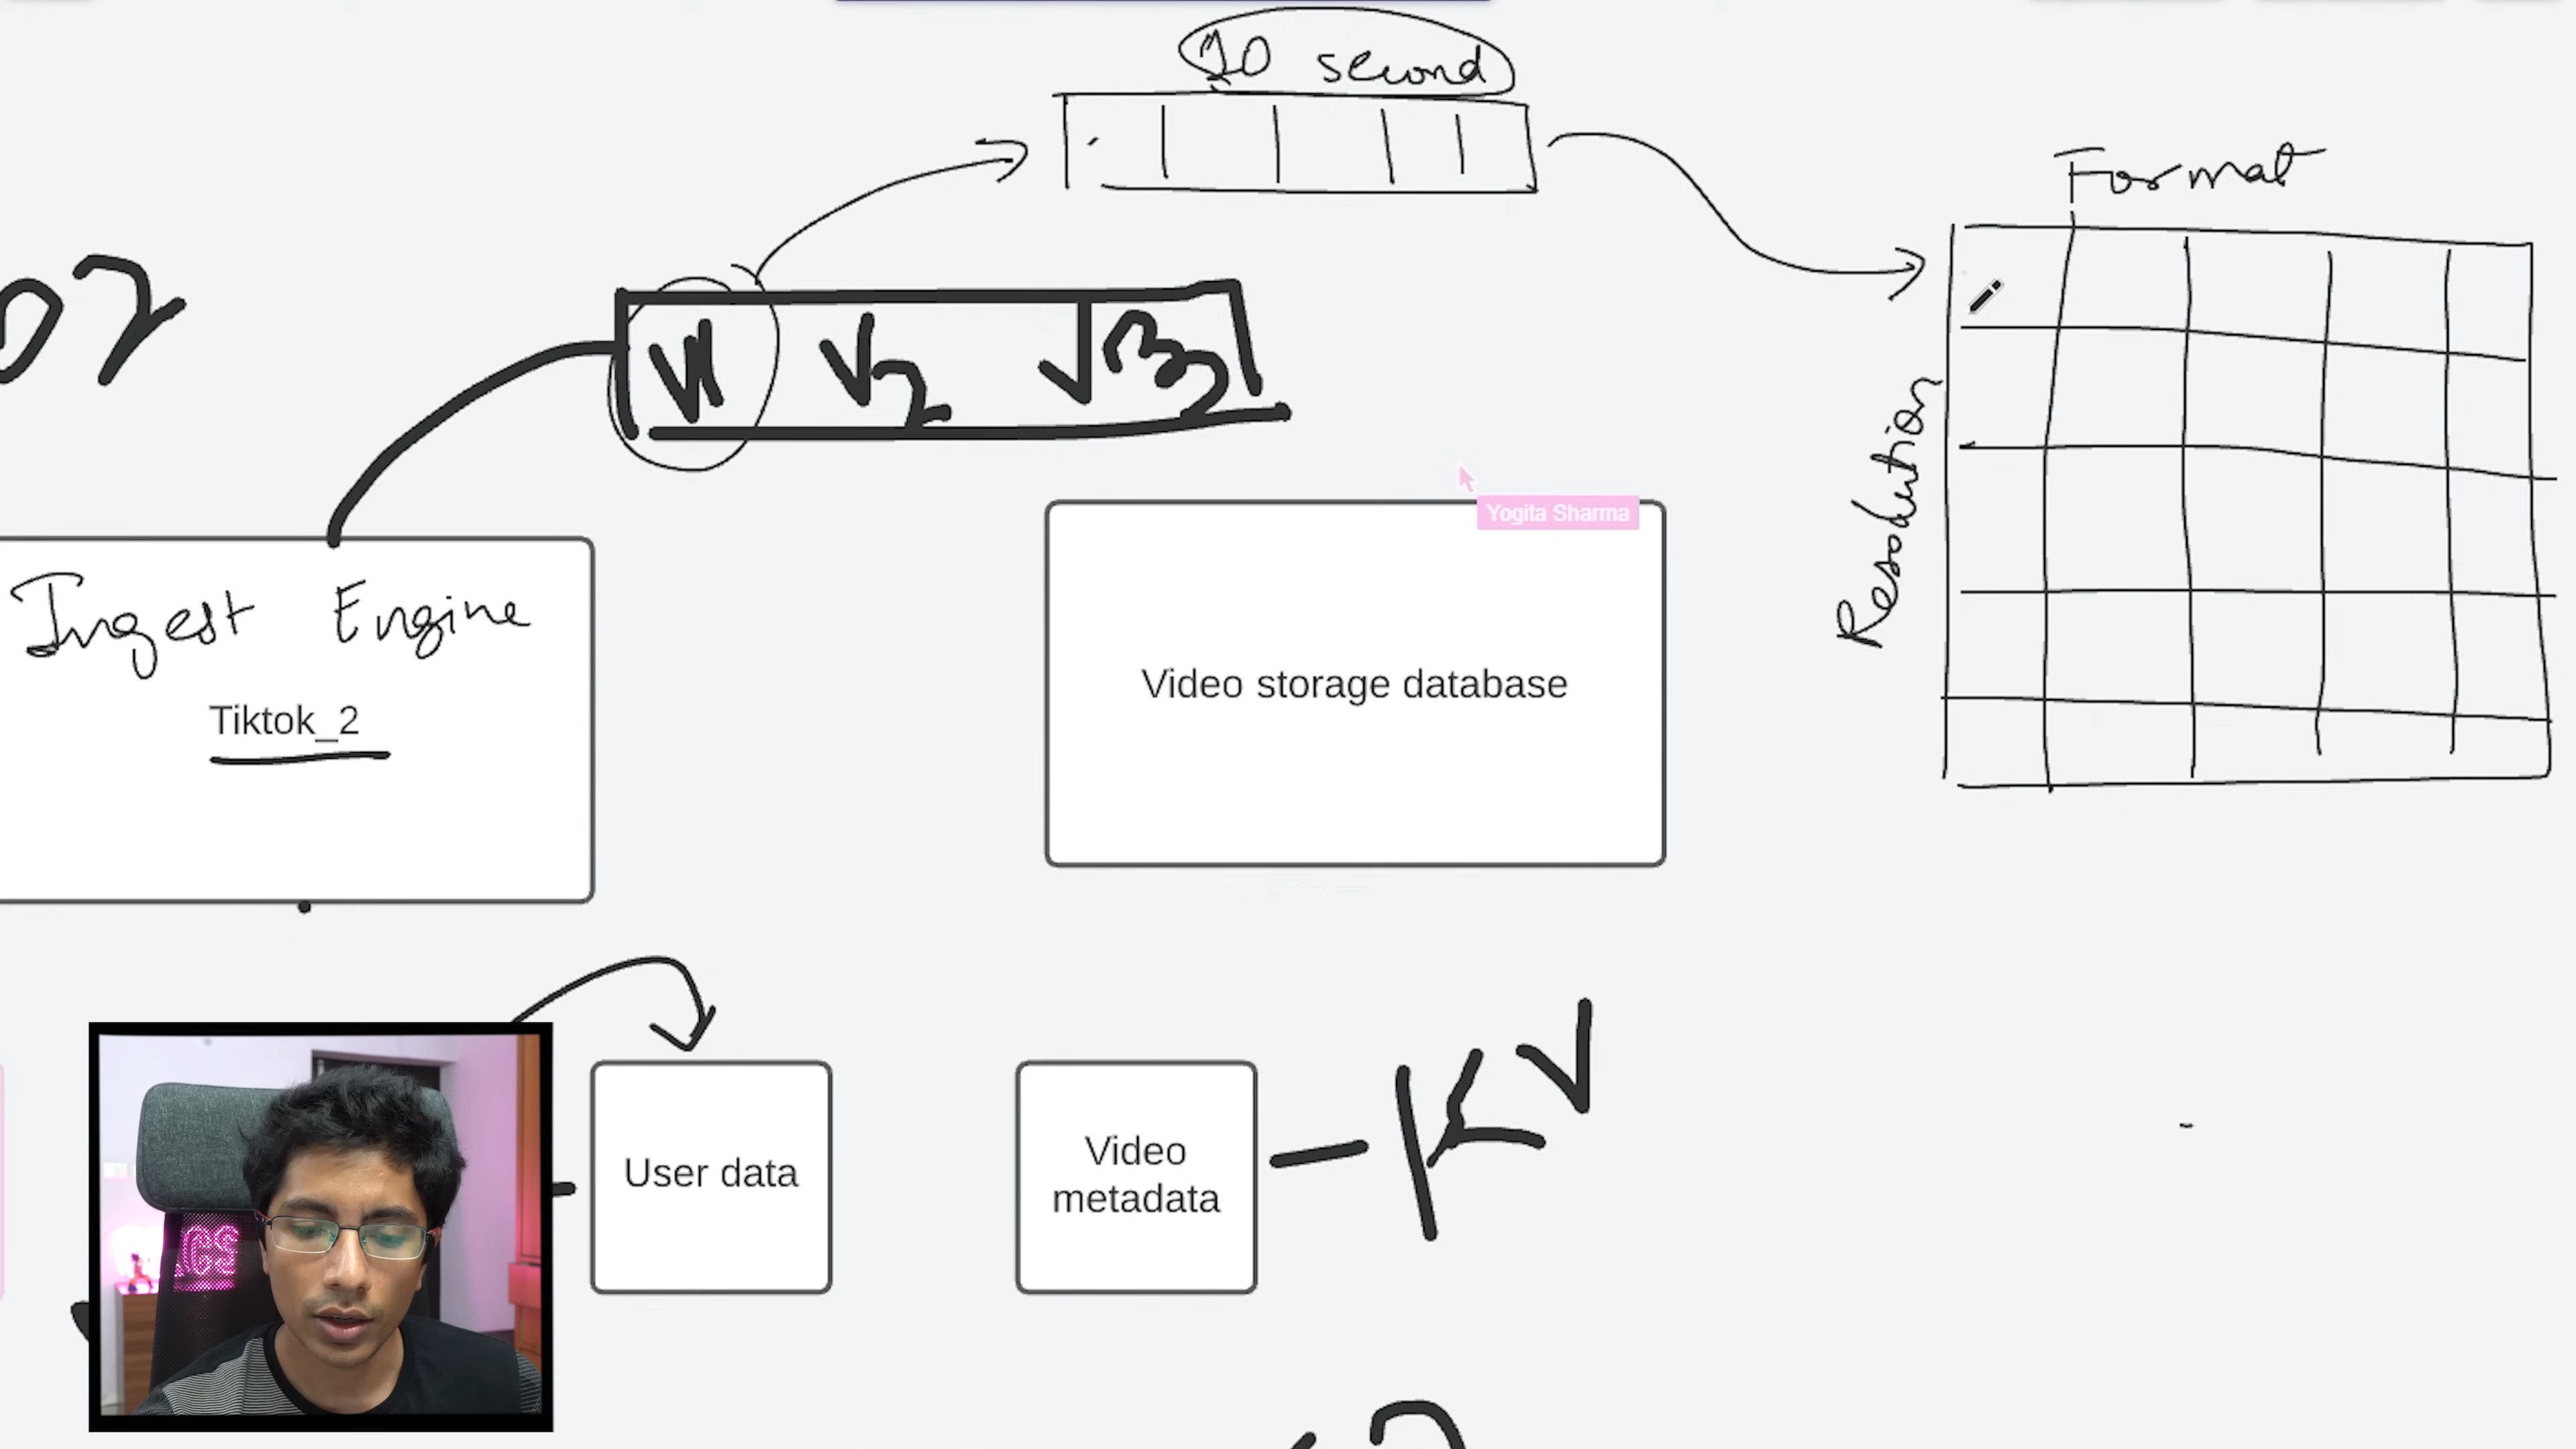 10 second
Format
V1 V2 V3
Yogita Sharma
Resolution
Ingest Engine
Tiktok_2
Video storage database
KV
User data
Video
metadata